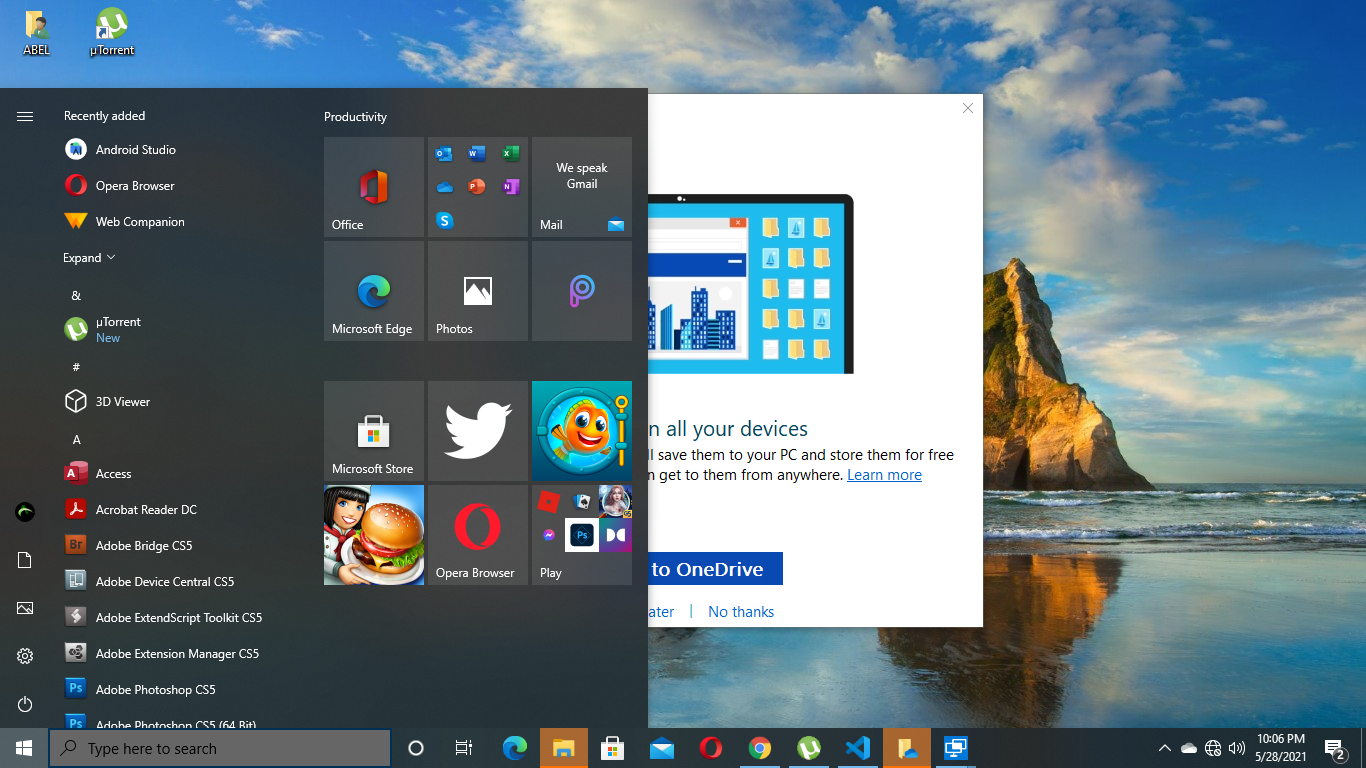 ABEL
µTorrent
Recently added
Android Studio
Opera Browser
Web Companion
Expand
&
µTorrent
New
#
3D Viewer
A
Access
Acrobat Reader DC
Adobe Bridge CS5
Adobe Device Central CS5
Adobe ExtendScript Toolkit CS5
Adobe Extension Manager CS5
Adobe Photoshop CS5
Adobe Photoshop CS5 (64 Bit)
Productivity
Office
We speak
Gmail
Mail
Microsoft Edge
Photos
Microsoft Store
Opera Browser
Play
n all your devices
ll save them to your PC and store them for free
n get to them from anywhere. Learn more
to OneDrive
ater | No thanks
Type here to search
10:06 PM
5/28/2021
2